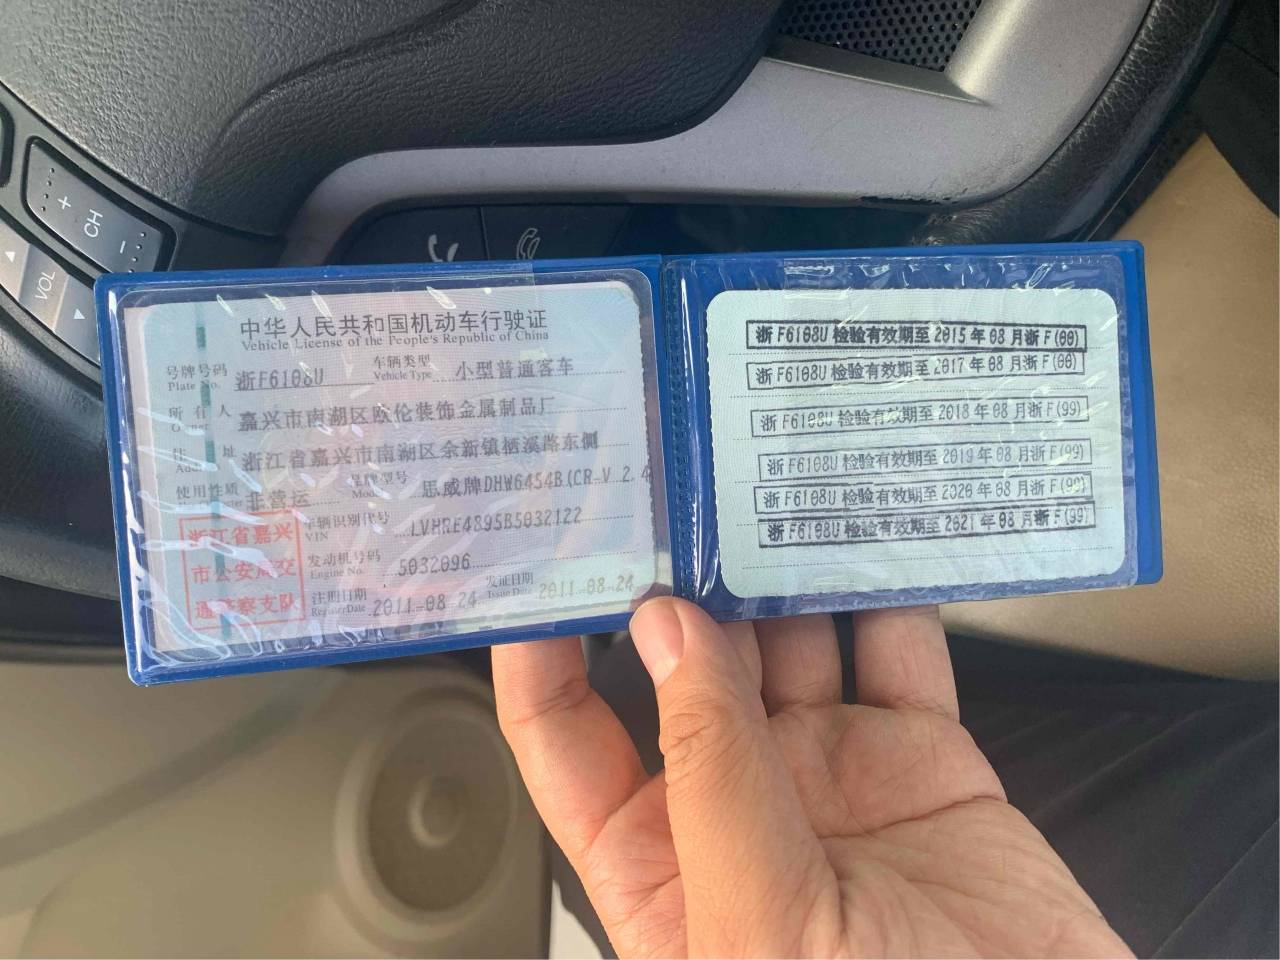 +
CH
−
VOL
中华人民共和国机动车行驶证
Vehicle License of the People's Republic of China
号牌号码 浙F6108U 车辆类型 小型普通客车
Plate No. Vehicle Type
所有人 嘉兴市南湖区欧伦装饰金属制品厂
Owner
住址 浙江省嘉兴市南湖区余新镇栖溪路东侧
使用性质 非营运 品牌型号 思威牌DHW6454B(CR-V 2.4
车辆识别代号 LVHRE4895B5032122
VIN
发动机号码 5032096
Engine No.
注册日期 2011-08-24 发证日期 2011-08-24
Register Date Issue Date
浙江省嘉兴
市公安局交
通警察支队
浙F6108U 检验有效期至2015年08月浙F(00)
浙F6108U 检验有效期至2017年08月浙F(00)
浙F6108U 检验有效期至2018年08月浙F(99)
浙F6108U 检验有效期至2019年08月浙F(99)
浙F6108U 检验有效期至2020年08月浙F(99)
浙F6108U 检验有效期至2021年08月浙F(99)